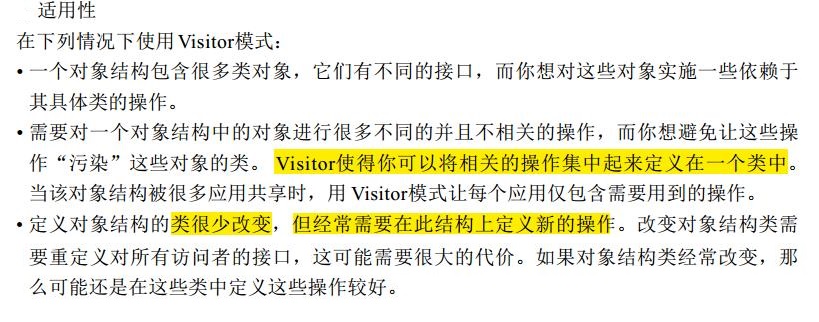 适用性
在下列情况下使用Visitor模式：
• 一个对象结构包含很多类对象，它们有不同的接口，而你想对这些对象实施一些依赖于
其具体类的操作。
• 需要对一个对象结构中的对象进行很多不同的并且不相关的操作，而你想避免让这些操
作“污染”这些对象的类。 Visitor使得你可以将相关的操作集中起来定义在一个类中。
当该对象结构被很多应用共享时，用 Visitor模式让每个应用仅包含需要用到的操作。
• 定义对象结构的类很少改变，但经常需要在此结构上定义新的操作。改变对象结构类需
要重定义对所有访问者的接口，这可能需要很大的代价。如果对象结构类经常改变，那
么可能还是在这些类中定义这些操作较好。